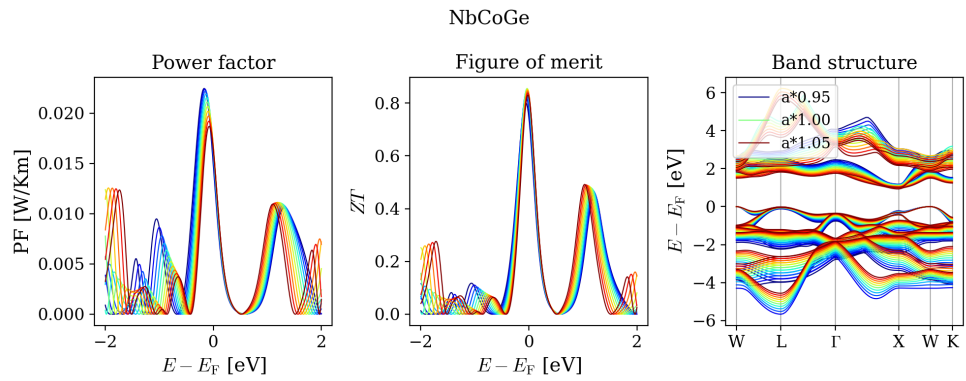 NbCoGe
Power factor
PF [W/Km]
0.020
0.015
0.010
0.005
0.000
−2
0
2
E − E_F [eV]
Figure of merit
ZT
0.8
0.6
0.4
0.2
0.0
−2
0
2
E − E_F [eV]
Band structure
E − E_F [eV]
6
4
2
0
−2
−4
−6
a*0.95
a*1.00
a*1.05
W
L
Γ
X
W
K